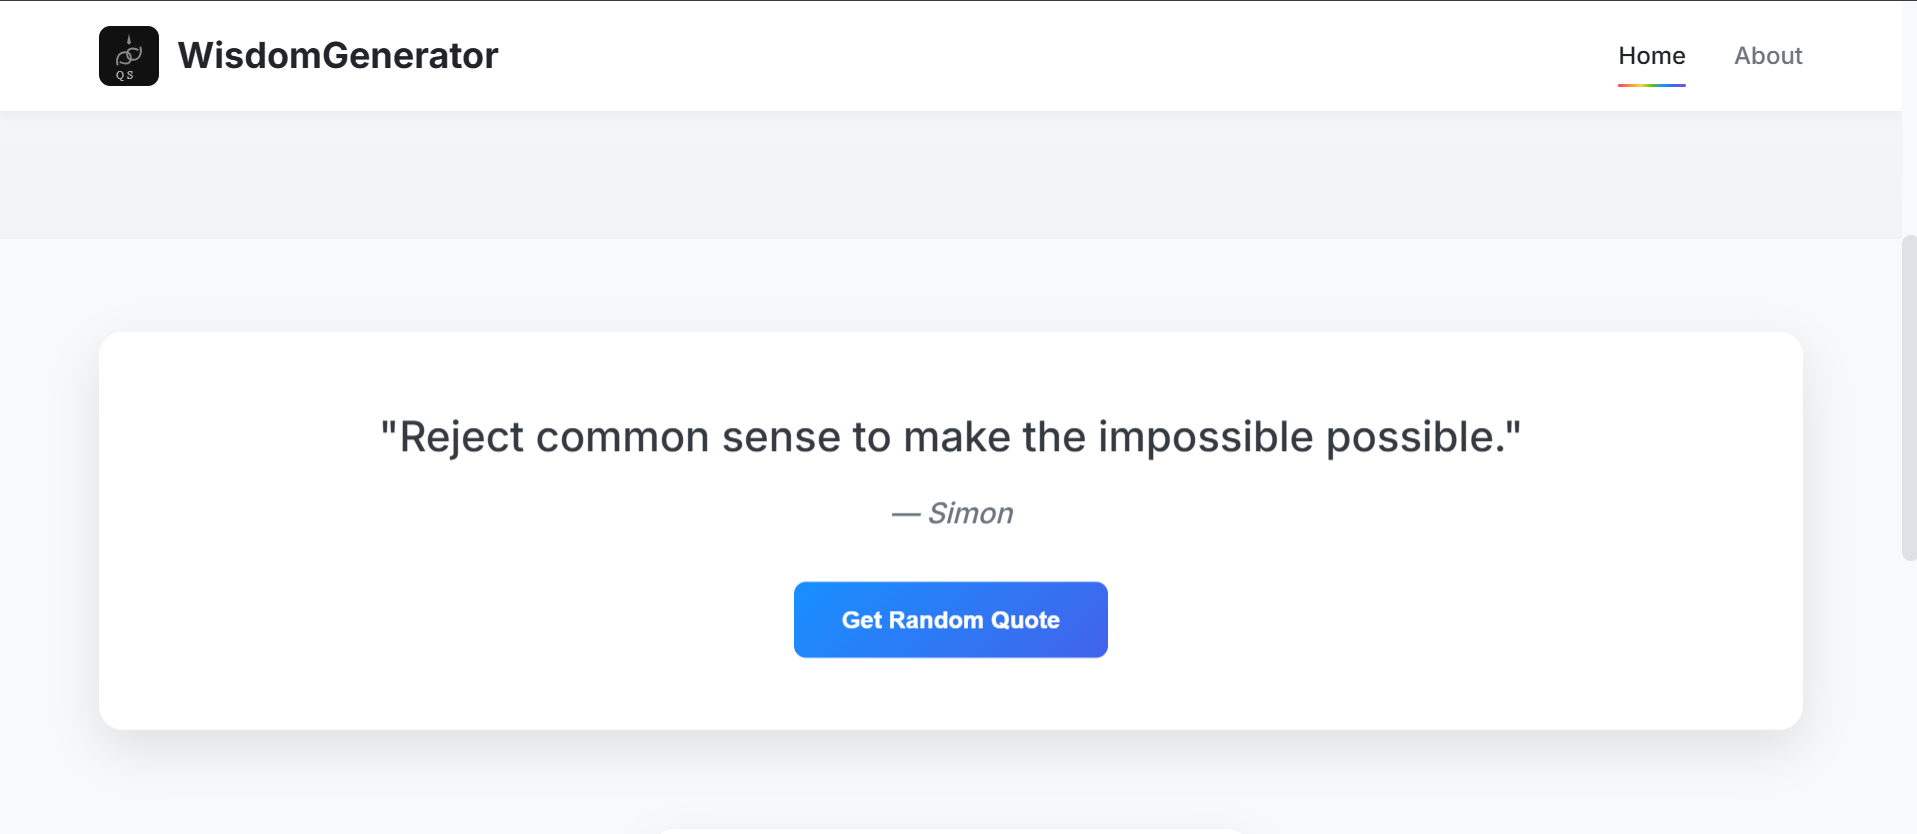 QS
WisdomGenerator
Home
About
"Reject common sense to make the impossible possible."
— Simon
Get Random Quote